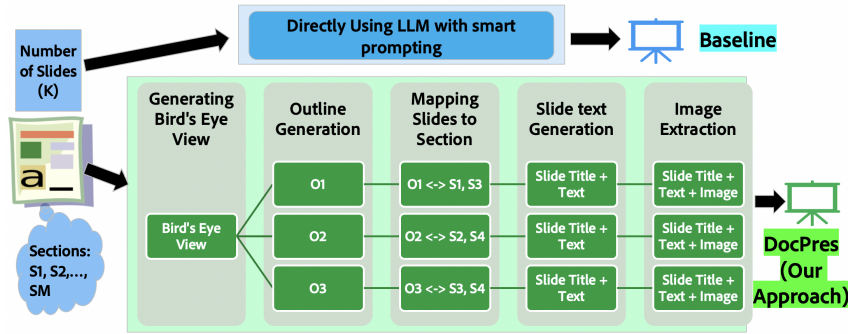 Number
of Slides
(K)
Directly Using LLM with smart
prompting
Baseline
Generating
Bird's Eye
View
Outline
Generation
Mapping
Slides to
Section
Slide text
Generation
Image
Extraction
a
Bird's Eye
View
O1
O1 <-> S1, S3
Slide Title +
Text
Slide Title +
Text + Image
O2
O2 <-> S2, S4
Slide Title +
Text
Slide Title +
Text + Image
O3
O3 <-> S3, S4
Slide Title +
Text
Slide Title +
Text + Image
Sections:
S1, S2,...,
SM
DocPres
(Our
Approach)